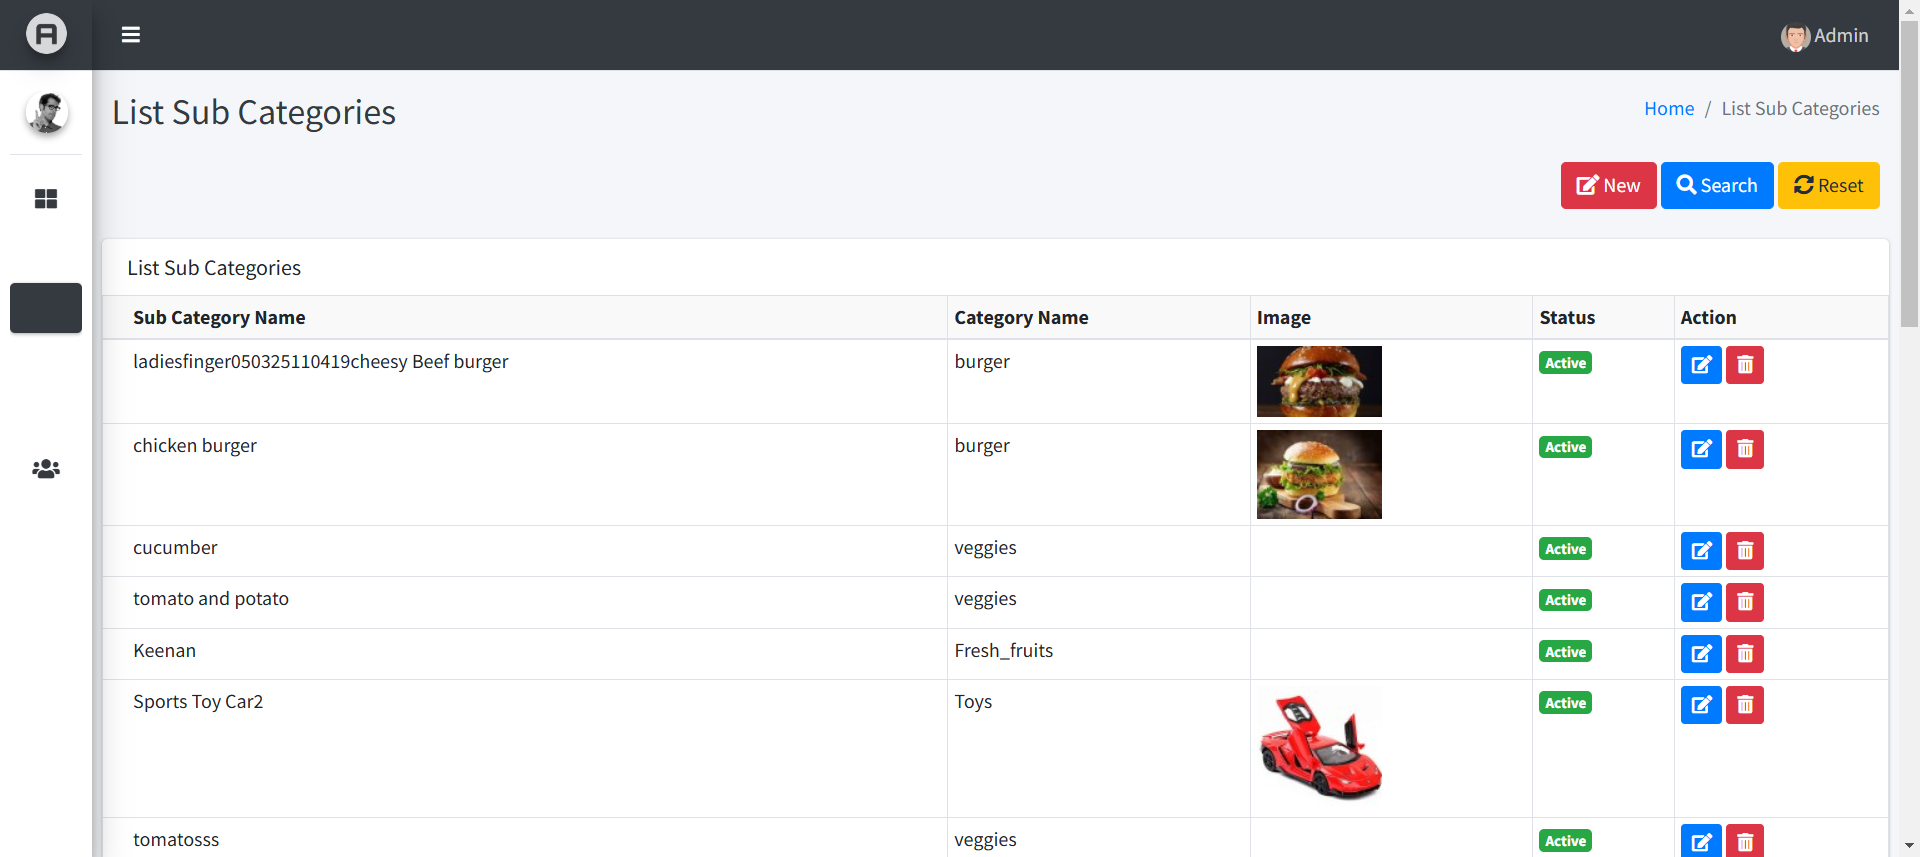 Admin
List Sub Categories
Home / List Sub Categories
New Search Reset
List Sub Categories
Sub Category Name Category Name Image Status Action
ladiesfinger050325110419cheesy Beef burger burger Active
chicken burger burger Active
cucumber veggies Active
tomato and potato veggies Active
Keenan Fresh_fruits Active
Sports Toy Car2 Toys Active
tomatosss veggies Active